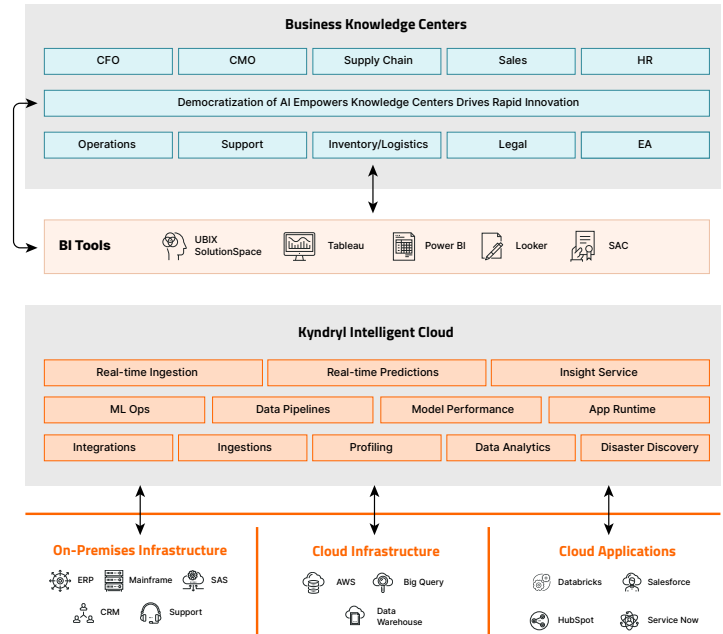 Business Knowledge Centers
CFO
CMO
Supply Chain
Sales
HR
Democratization of AI Empowers Knowledge Centers Drives Rapid Innovation
Operations
Support
Inventory/Logistics
Legal
EA
BI Tools
UBIX
SolutionSpace
Tableau
Power BI
Looker
SAC
Kyndryl Intelligent Cloud
Real-time Ingestion
Real-time Predictions
Insight Service
ML Ops
Data Pipelines
Model Performance
App Runtime
Integrations
Ingestions
Profiling
Data Analytics
Disaster Discovery
On-Premises Infrastructure
ERP
Mainframe
SAS
CRM
Support
Cloud Infrastructure
AWS
Big Query
Data
Warehouse
Cloud Applications
Databricks
Salesforce
HubSpot
Service Now